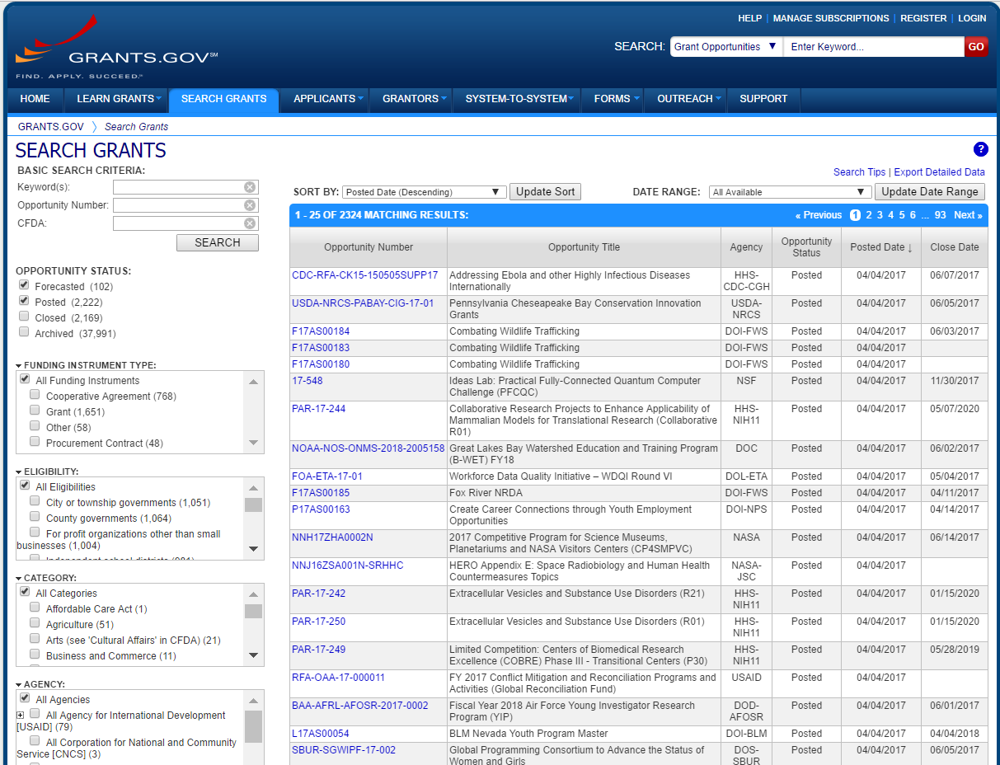 HELP | MANAGE SUBSCRIPTIONS | REGISTER | LOGIN
SEARCH: Grant Opportunities ▼ Enter Keyword... GO
GRANTS.GOV℠
FIND. APPLY. SUCCEED.℠
HOME LEARN GRANTS SEARCH GRANTS APPLICANTS GRANTORS SYSTEM-TO-SYSTEM FORMS OUTREACH SUPPORT
GRANTS.GOV 〉 Search Grants
SEARCH GRANTS ?
BASIC SEARCH CRITERIA:
Keyword(s):
Opportunity Number:
CFDA:
SEARCH
OPPORTUNITY STATUS:
Forecasted (102)
Posted (2,222)
Closed (2,169)
Archived (37,991)
FUNDING INSTRUMENT TYPE:
All Funding Instruments
Cooperative Agreement (768)
Grant (1,651)
Other (58)
Procurement Contract (48)
ELIGIBILITY:
All Eligibilities
City or township governments (1,051)
County governments (1,064)
For profit organizations other than small
businesses (1,004)
CATEGORY:
All Categories
Affordable Care Act (1)
Agriculture (51)
Arts (see 'Cultural Affairs' in CFDA) (21)
Business and Commerce (11)
AGENCY:
All Agencies
All Agency for International Development
[USAID] (79)
All Corporation for National and Community
Service [CNCS] (3)
Search Tips | Export Detailed Data
SORT BY: Posted Date (Descending) ▼ Update Sort DATE RANGE: All Available ▼ Update Date Range
1 - 25 OF 2324 MATCHING RESULTS: « Previous 1 2 3 4 5 6 ... 93 Next »
Opportunity Number Opportunity Title Agency Opportunity Status Posted Date ↓ Close Date
CDC-RFA-CK15-150505SUPP17 Addressing Ebola and other Highly Infectious Diseases Internationally HHS-CDC-CGH Posted 04/04/2017 06/07/2017
USDA-NRCS-PABAY-CIG-17-01 Pennsylvania Cheseapeake Bay Conservation Innovation Grants USDA-NRCS Posted 04/04/2017 06/05/2017
F17AS00184 Combating Wildlife Trafficking DOI-FWS Posted 04/04/2017 06/03/2017
F17AS00183 Combating Wildlife Trafficking DOI-FWS Posted 04/04/2017
F17AS00180 Combating Wildlife Trafficking DOI-FWS Posted 04/04/2017
17-548 Ideas Lab: Practical Fully-Connected Quantum Computer Challenge (PFCQC) NSF Posted 04/04/2017 11/30/2017
PAR-17-244 Collaborative Research Projects to Enhance Applicability of Mammalian Models for Translational Research (Collaborative R01) HHS-NIH11 Posted 04/04/2017 05/07/2020
NOAA-NOS-ONMS-2018-2005158 Great Lakes Bay Watershed Education and Training Program (B-WET) FY18 DOC Posted 04/04/2017 06/02/2017
FOA-ETA-17-01 Workforce Data Quality Initiative – WDQI Round VI DOL-ETA Posted 04/04/2017 05/04/2017
F17AS00185 Fox River NRDA DOI-FWS Posted 04/04/2017 04/11/2017
P17AS00163 Create Career Connections through Youth Employment Opportunities DOI-NPS Posted 04/04/2017 04/14/2017
NNH17ZHA0002N 2017 Competitive Program for Science Museums, Planetariums and NASA Visitors Centers (CP4SMPVC) NASA Posted 04/04/2017 06/14/2017
NNJ16ZSA001N-SRHHC HERO Appendix E: Space Radiobiology and Human Health Countermeasures Topics NASA-JSC Posted 04/04/2017
PAR-17-242 Extracellular Vesicles and Substance Use Disorders (R21) HHS-NIH11 Posted 04/04/2017 01/15/2020
PAR-17-250 Extracellular Vesicles and Substance Use Disorders (R01) HHS-NIH11 Posted 04/04/2017 01/15/2020
PAR-17-249 Limited Competition: Centers of Biomedical Research Excellence (COBRE) Phase III - Transitional Centers (P30) HHS-NIH11 Posted 04/04/2017 05/28/2019
RFA-OAA-17-000011 FY 2017 Conflict Mitigation and Reconciliation Programs and Activities (Global Reconciliation Fund) USAID Posted 04/04/2017
BAA-AFRL-AFOSR-2017-0002 Fiscal Year 2018 Air Force Young Investigator Research Program (YIP) DOD-AFOSR Posted 04/04/2017 06/01/2017
L17AS00054 BLM Nevada Youth Program Master DOI-BLM Posted 04/04/2017 04/04/2018
SBUR-SGWIPF-17-002 Global Programming Consortium to Advance the Status of Women and Girls DOS-SBUR Posted 04/04/2017 06/05/2017